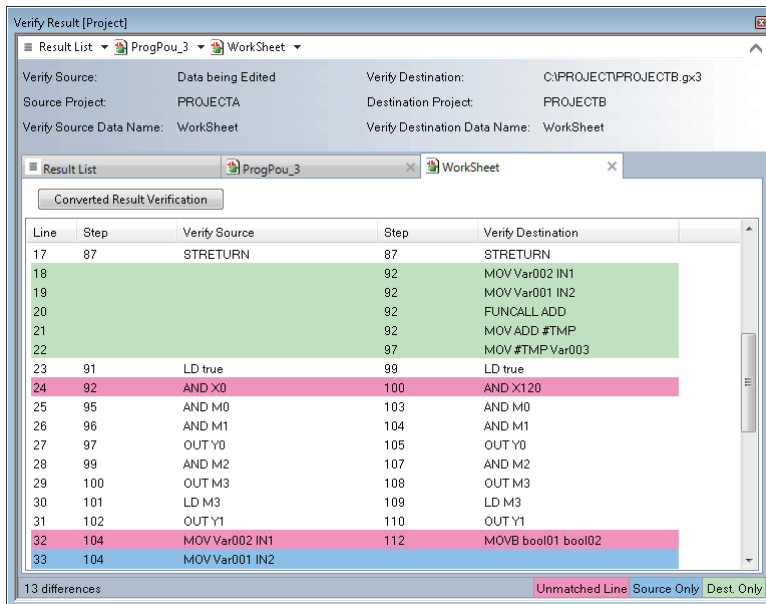 Verify Result [Project]
Result List ProgPou_3 WorkSheet
Verify Source: Data being Edited Verify Destination: C:\PROJECT\PROJECTB.gx3
Source Project: PROJECTA Destination Project: PROJECTB
Verify Source Data Name: WorkSheet Verify Destination Data Name: WorkSheet
Result List ProgPou_3 WorkSheet
Converted Result Verification
Line Step Verify Source Step Verify Destination
17 87 STRETURN 87 STRETURN
18 92 MOV Var002 IN1
19 92 MOV Var001 IN2
20 92 FUNCALL ADD
21 92 MOV ADD #TMP
22 97 MOV #TMP Var003
23 91 LD true 99 LD true
24 92 AND X0 100 AND X120
25 95 AND M0 103 AND M0
26 96 AND M1 104 AND M1
27 97 OUT Y0 105 OUT Y0
28 99 AND M2 107 AND M2
29 100 OUT M3 108 OUT M3
30 101 LD M3 109 LD M3
31 102 OUT Y1 110 OUT Y1
32 104 MOV Var002 IN1 112 MOVB bool01 bool02
33 104 MOV Var001 IN2
13 differences Unmatched Line Source Only Dest. Only